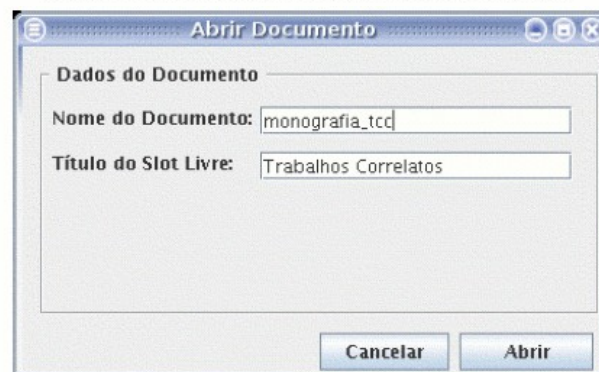 Abrir Documento
Dados do Documento
Nome do Documento: monografia_tcc
Título do Slot Livre: Trabalhos Correlatos
Cancelar Abrir